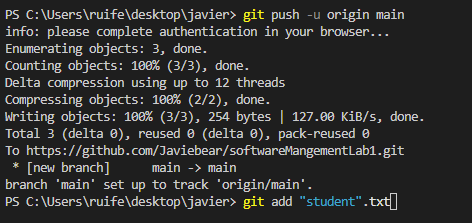 PS C:\Users\ruife\desktop\javier> git push -u origin main
info: please complete authentication in your browser...
Enumerating objects: 3, done.
Counting objects: 100% (3/3), done.
Delta compression using up to 12 threads
Compressing objects: 100% (2/2), done.
Writing objects: 100% (3/3), 254 bytes | 127.00 KiB/s, done.
Total 3 (delta 0), reused 0 (delta 0), pack-reused 0
To https://github.com/Javiebear/softwareMangementLab1.git
 * [new branch]      main -> main
branch 'main' set up to track 'origin/main'.
PS C:\Users\ruife\desktop\javier> git add "student".txt